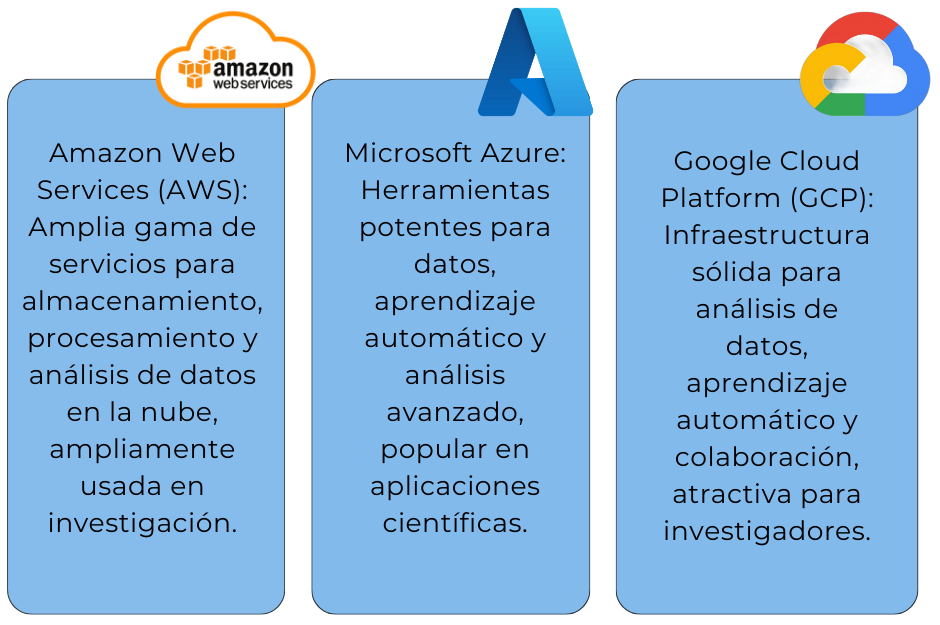 amazon
webservices
Amazon Web
Services (AWS):
Amplia gama de
servicios para
almacenamiento,
procesamiento y
análisis de datos
en la nube,
ampliamente
usada en
investigación.
Microsoft Azure:
Herramientas
potentes para
datos,
aprendizaje
automático y
análisis
avanzado,
popular en
aplicaciones
científicas.
Google Cloud
Platform (GCP):
Infraestructura
sólida para
análisis de
datos,
aprendizaje
automático y
colaboración,
atractiva para
investigadores.